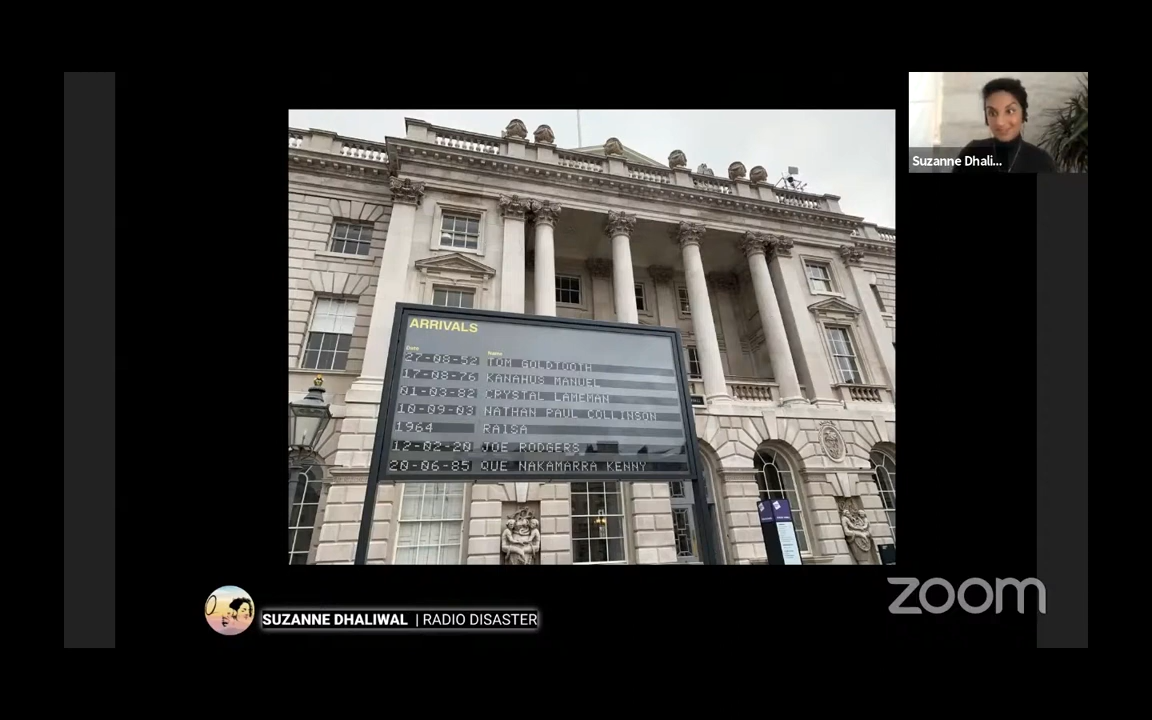 Suzanne Dhali...
ARRIVALS
Date Name
27-08-52 TOM GOLDTOOTH
17-08-76 KANAHUS MANUEL
01-03-82 CRYSTAL LAMEMAN
10-09-03 NATHAN PAUL COLLINSON
1964 RAISA
12-02-20 JOE RODGERS
20-06-85 QUE NAKAMARRA KENNY
SUZANNE DHALIWAL | RADIO DISASTER
zoom